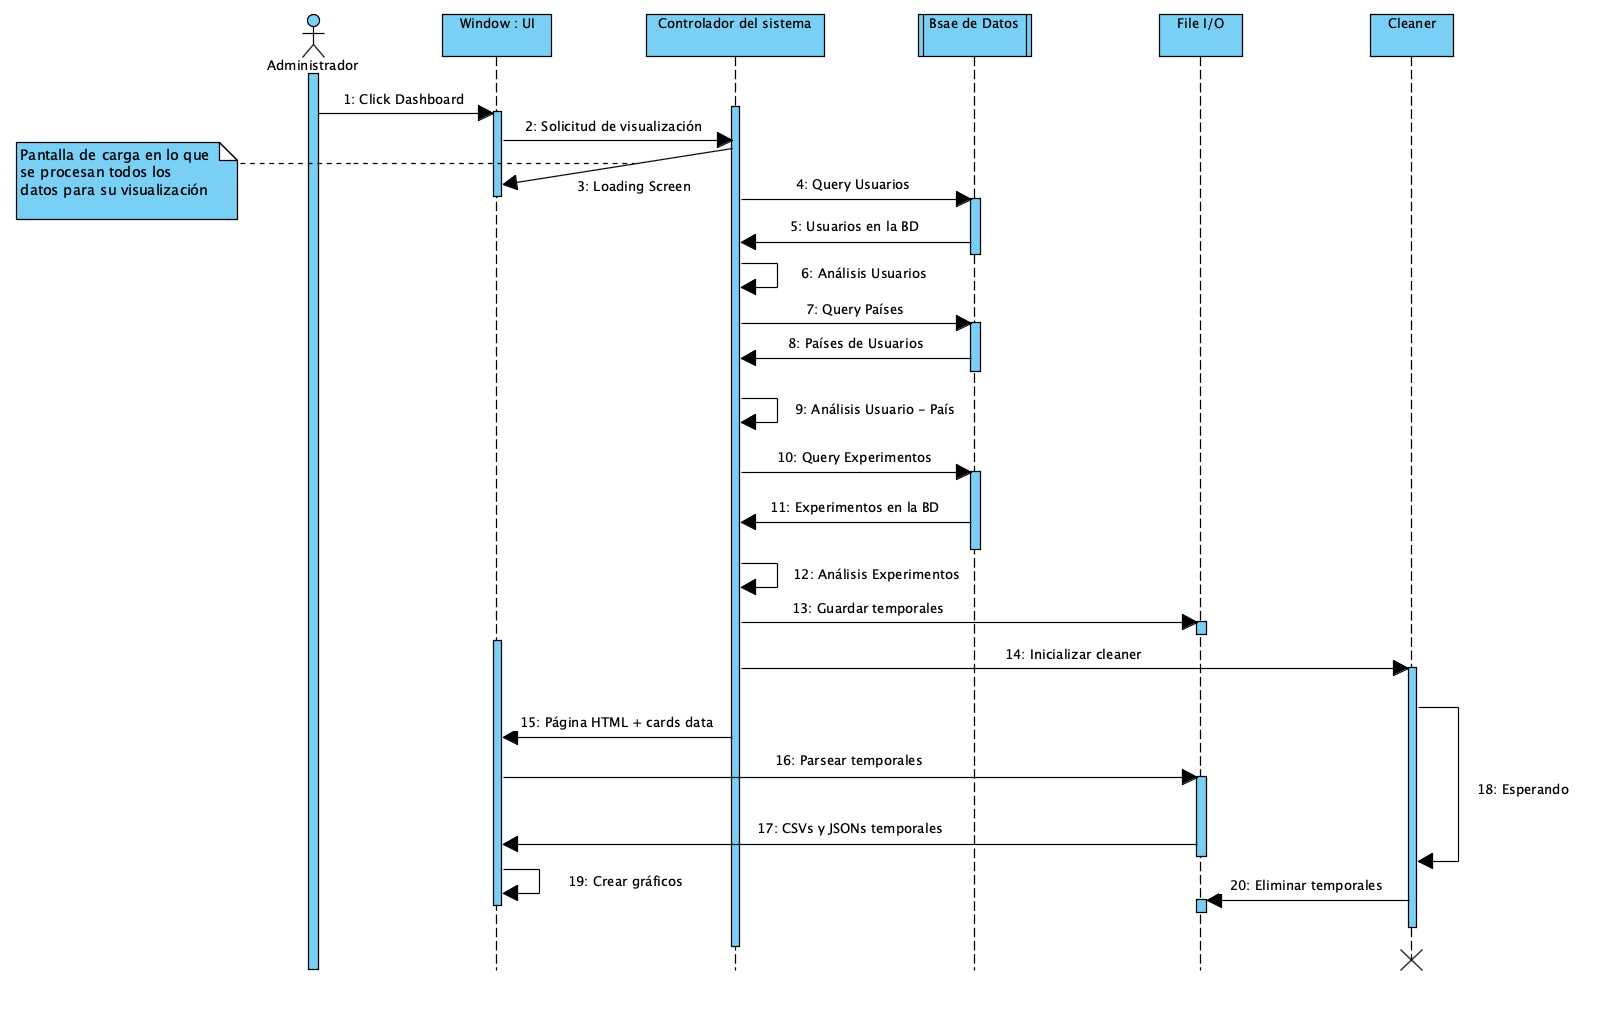 Window : UI
Controlador del sistema
Bsae de Datos
File I/O
Cleaner
Administrador
1: Click Dashboard
2: Solicitud de visualización
Pantalla de carga en lo que
se procesan todos los
datos para su visualización
3: Loading Screen
4: Query Usuarios
5: Usuarios en la BD
6: Análisis Usuarios
7: Query Países
8: Países de Usuarios
9: Análisis Usuario - País
10: Query Experimentos
11: Experimentos en la BD
12: Análisis Experimentos
13: Guardar temporales
14: Inicializar cleaner
15: Página HTML + cards data
16: Parsear temporales
18: Esperando
17: CSVs y JSONs temporales
19: Crear gráficos
20: Eliminar temporales